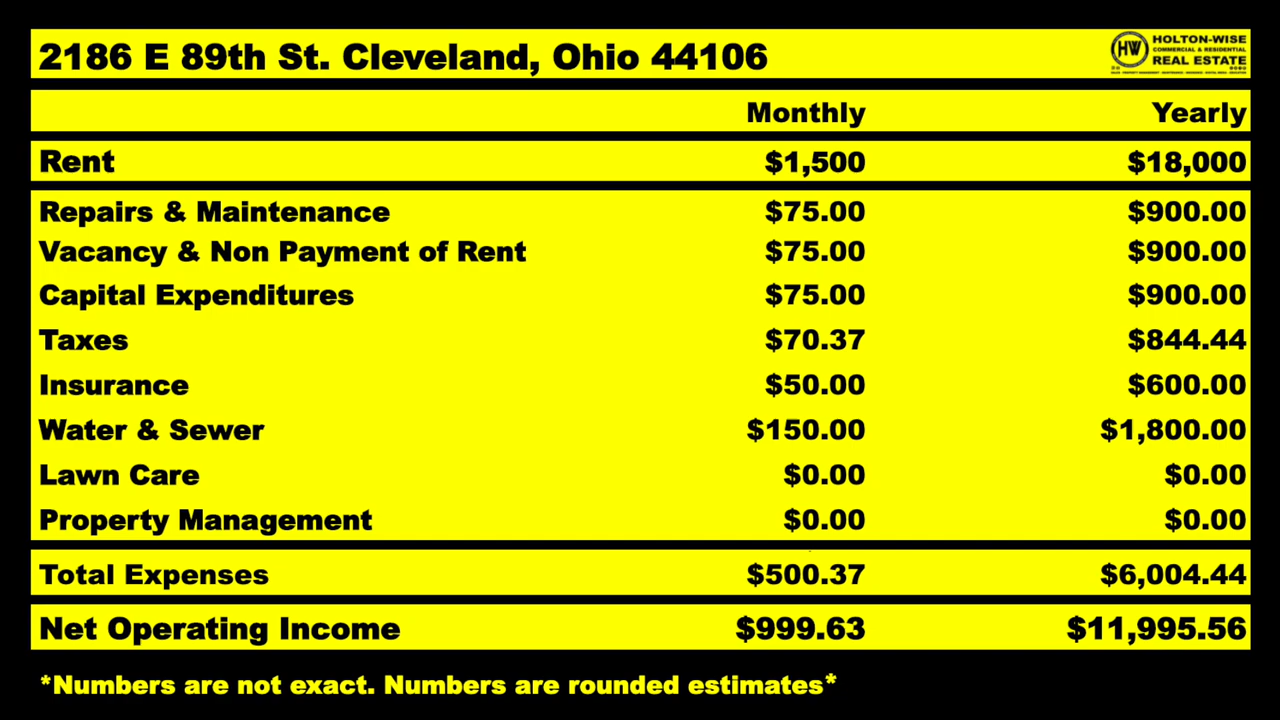 2186 E 89th St. Cleveland, Ohio 44106
HW
HOLTON-WISE
COMMERCIAL & RESIDENTIAL
REAL ESTATE
Monthly Yearly
Rent $1,500 $18,000
Repairs & Maintenance $75.00 $900.00
Vacancy & Non Payment of Rent $75.00 $900.00
Capital Expenditures $75.00 $900.00
Taxes $70.37 $844.44
Insurance $50.00 $600.00
Water & Sewer $150.00 $1,800.00
Lawn Care $0.00 $0.00
Property Management $0.00 $0.00
Total Expenses $500.37 $6,004.44
Net Operating Income $999.63 $11,995.56
*Numbers are not exact. Numbers are rounded estimates*